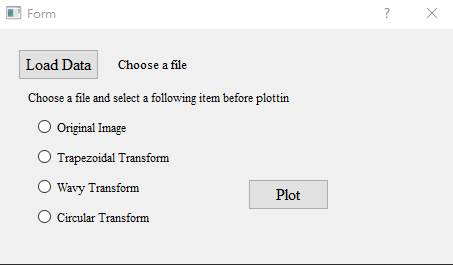 Form
?
Load Data Choose a file
Choose a file and select a following item before plottin
Original Image
Trapezoidal Transform
Wavy Transform
Plot
Circular Transform